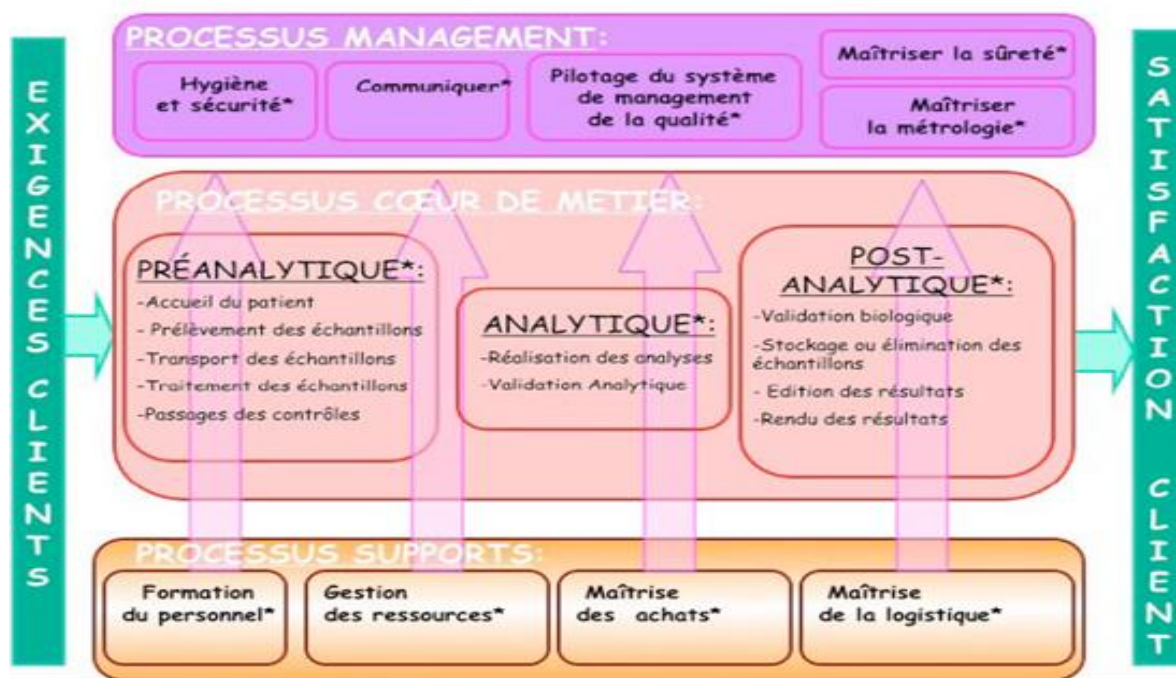 EXIGENCES CLIENTS
PROCESSUS MANAGEMENT:
Hygiène
et sécurité*
Communiquer*
Pilotage du système
de management
de la qualité*
Maîtriser la sûreté*
Maîtriser
la métrologie*
PROCESSUS CŒUR DE METIER:
PRÉANALYTIQUE*:
-Accueil du patient
- Prélèvement des échantillons
-Transport des échantillons
-Traitement des échantillons
-Passages des contrôles
ANALYTIQUE*:
-Réalisation des analyses
-Validation Analytique
POST-
ANALYTIQUE*:
-Validation biologique
-Stockage ou élimination des
échantillons
- Edition des résultats
-Rendu des résultats
PROCESSUS SUPPORTS:
Formation
du personnel*
Gestion
des ressources*
Maîtrise
des achats*
Maîtrise
de la logistique*
SATISFACTION CLIENT